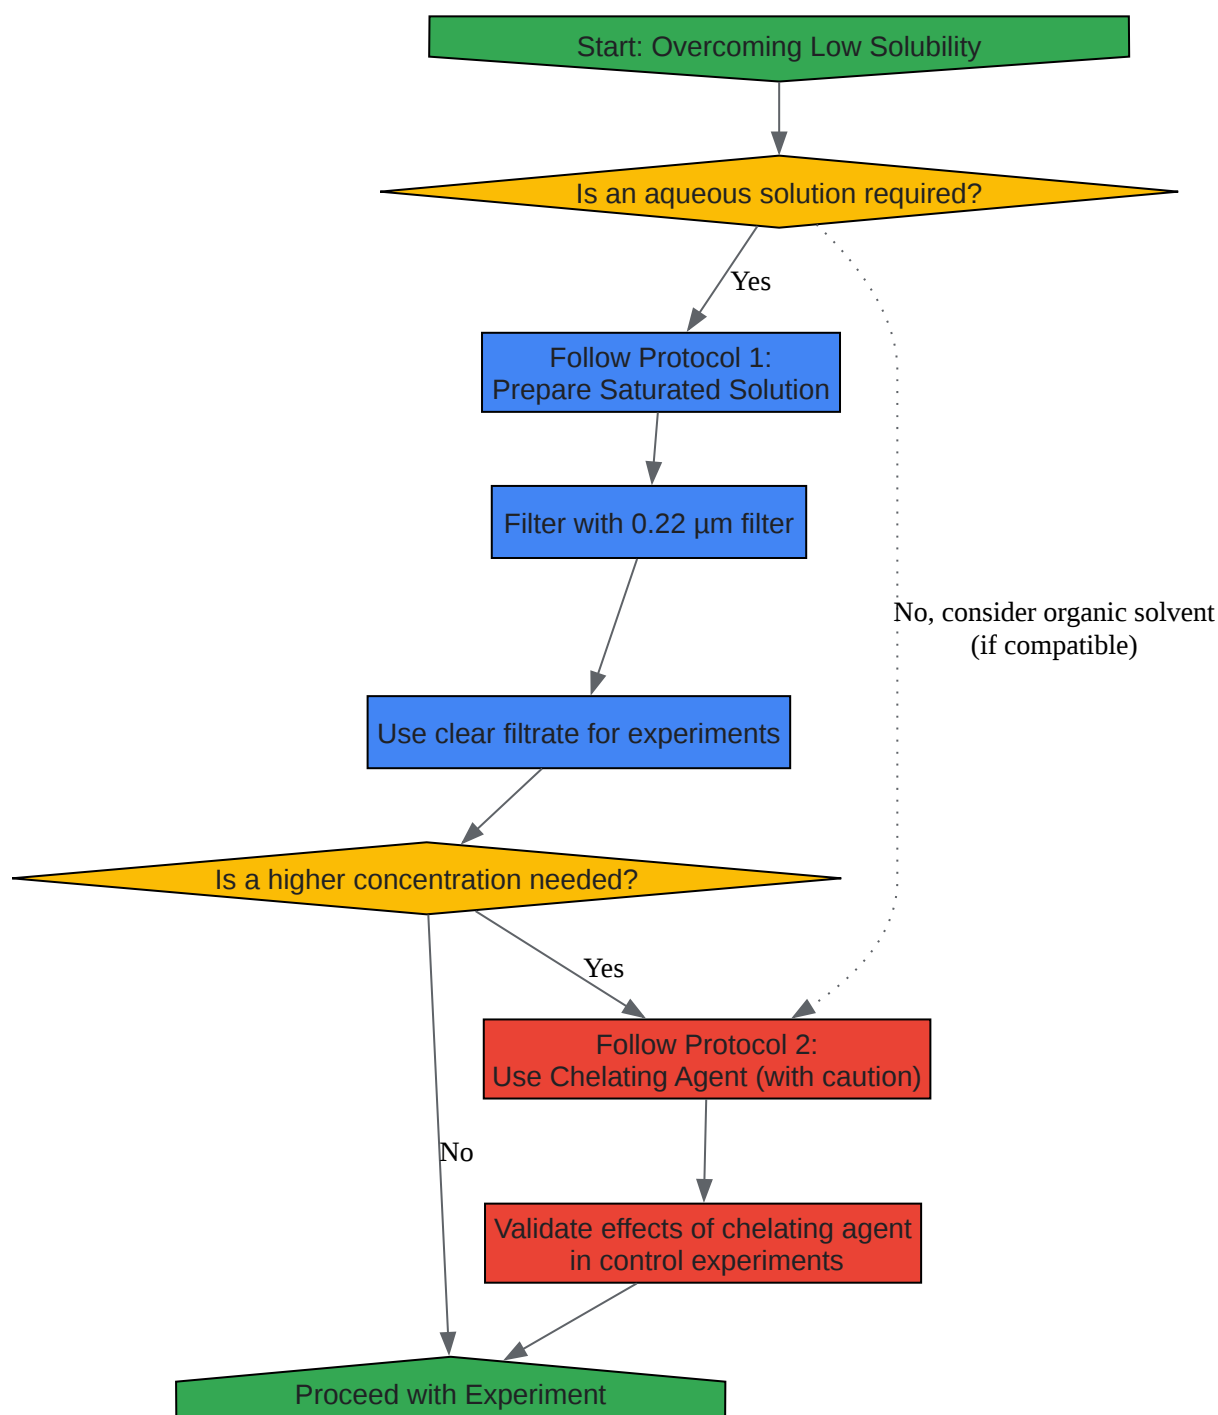 Start: Overcoming Low Solubility
Is an aqueous solution required?
Yes
Follow Protocol 1:
Prepare Saturated Solution
Filter with 0.22 µm filter
No, consider organic solvent
(if compatible)
Use clear filtrate for experiments
Is a higher concentration needed?
Yes
Follow Protocol 2:
Use Chelating Agent (with caution)
No
Validate effects of chelating agent
in control experiments
Proceed with Experiment